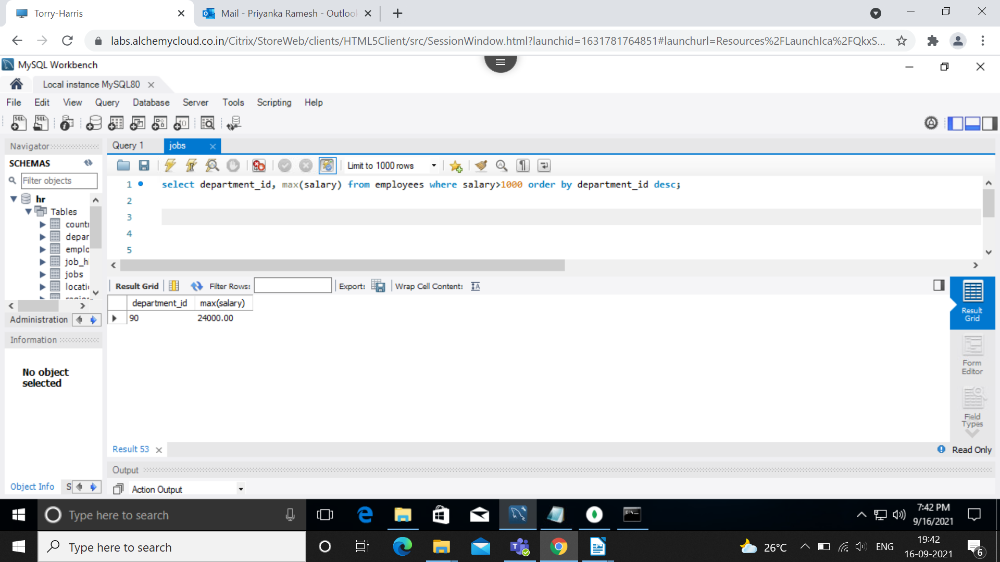 Torry-Harris
Mail - Priyanka Ramesh - Outlook
labs.alchemycloud.co.in/Citrix/StoreWeb/clients/HTML5Client/src/SessionWindow.html?launchid=1631781764851#launchurl=Resources%2FLaunchIca%2FQkxS...
MySQL Workbench
Local instance MySQL80
File Edit View Query Database Server Tools Scripting Help
Navigator
Query 1
jobs
SCHEMAS
Limit to 1000 rows
Filter objects
hr
Tables
countr
depar
emplc
job_hi
jobs
locatic
1 select department_id, max(salary) from employees where salary>1000 order by department_id desc;
2
3
4
5
Result Grid Filter Rows: Export: Wrap Cell Content:
department_id max(salary)
90 24000.00
Result Grid
Form Editor
Field Types
Administration
Information
No object
selected
Result 53
Read Only
Output
Object Info S
Action Output
Type here to search
7:42 PM
9/16/2021
Type here to search
26°C
ENG
19:42
16-09-2021
6